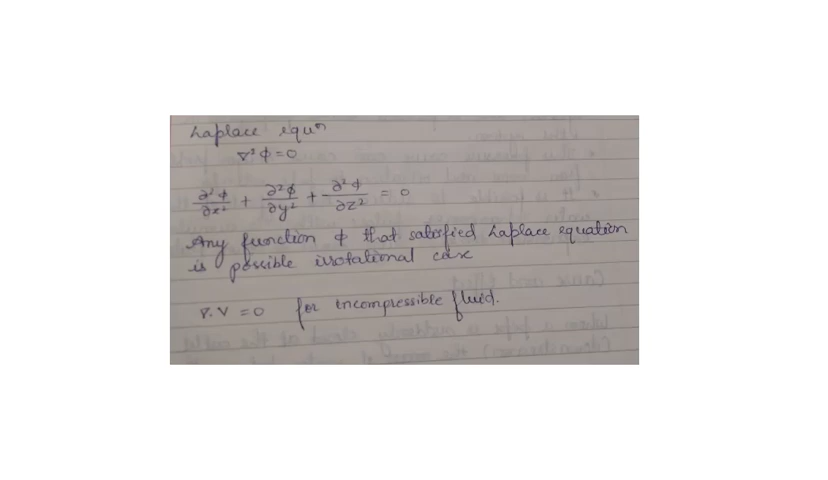 Laplace equn
∇²φ = 0
∂²φ/∂x² + ∂²φ/∂y² + ∂²φ/∂z² = 0
Any function φ that satisfied Laplace equation
is possible irrotational case
∇.V = 0 for incompressible fluid.